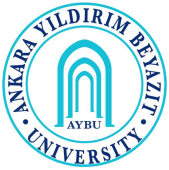 ANKARA YILDIRIM BEYAZIT
AYBU
• UNIVERSITY •